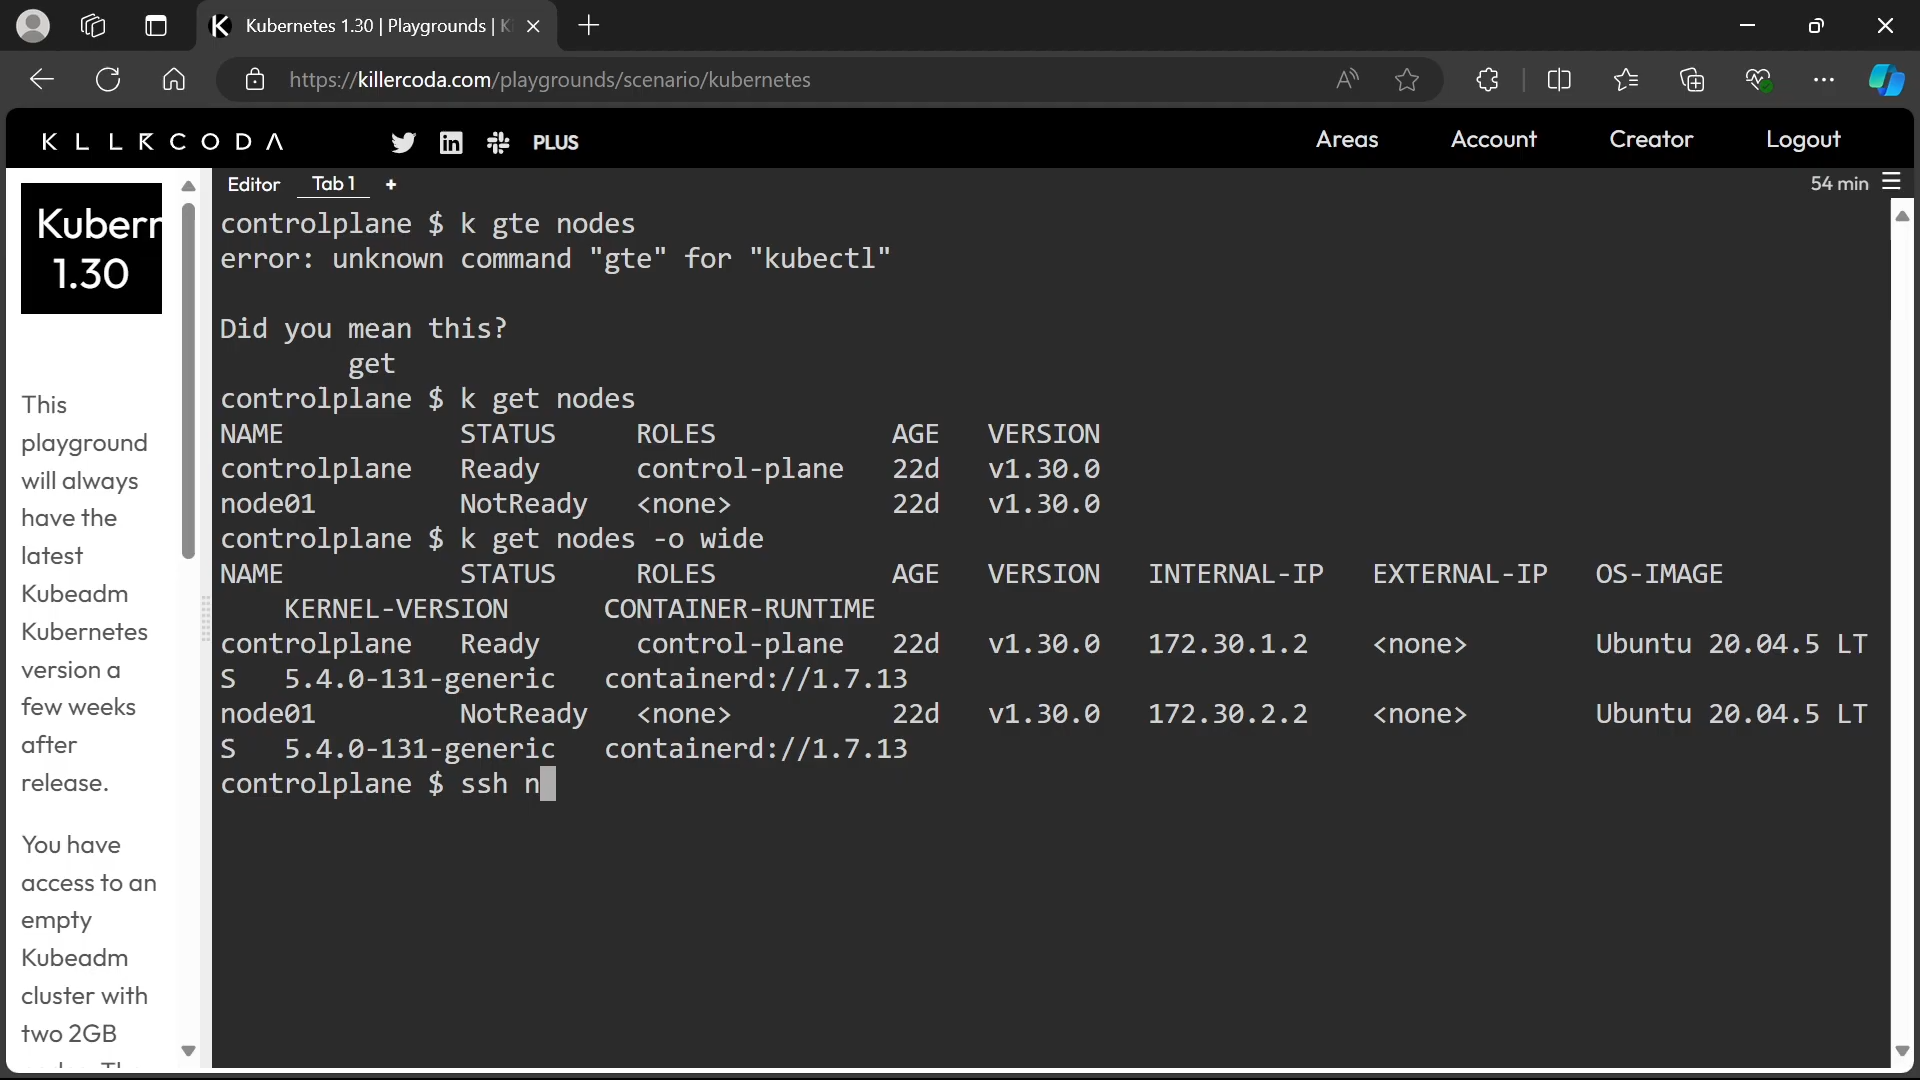 Kubernetes 1.30 | Playgrounds | K
https://killercoda.com/playgrounds/scenario/kubernetes
KLLRCODA PLUS Areas Account Creator Logout
Editor Tab 1 + 54 min
Kubern
1.30
This
playground
will always
have the
latest
Kubeadm
Kubernetes
version a
few weeks
after
release.
You have
access to an
empty
Kubeadm
cluster with
two 2GB
controlplane $ k gte nodes
error: unknown command "gte" for "kubectl"
Did you mean this?
get
controlplane $ k get nodes
NAME STATUS ROLES AGE VERSION
controlplane Ready control-plane 22d v1.30.0
node01 NotReady <none> 22d v1.30.0
controlplane $ k get nodes -o wide
NAME STATUS ROLES AGE VERSION INTERNAL-IP EXTERNAL-IP OS-IMAGE
KERNEL-VERSION CONTAINER-RUNTIME
controlplane Ready control-plane 22d v1.30.0 172.30.1.2 <none> Ubuntu 20.04.5 LT
S 5.4.0-131-generic containerd://1.7.13
node01 NotReady <none> 22d v1.30.0 172.30.2.2 <none> Ubuntu 20.04.5 LT
S 5.4.0-131-generic containerd://1.7.13
controlplane $ ssh n